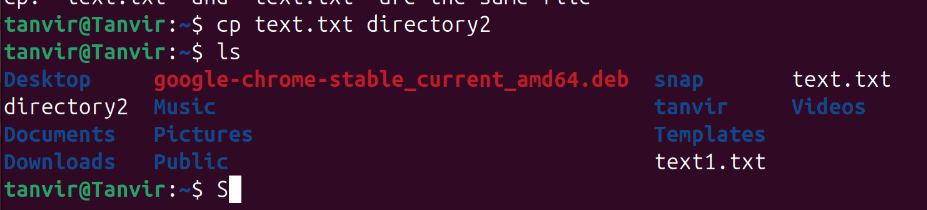 cp: 'text.txt' and 'text.txt' are the same file
tanvir@Tanvir:~$ cp text.txt directory2
tanvir@Tanvir:~$ ls
Desktop google-chrome-stable_current_amd64.deb snap text.txt
directory2 Music tanvir Videos
Documents Pictures Templates
Downloads Public text1.txt
tanvir@Tanvir:~$ S